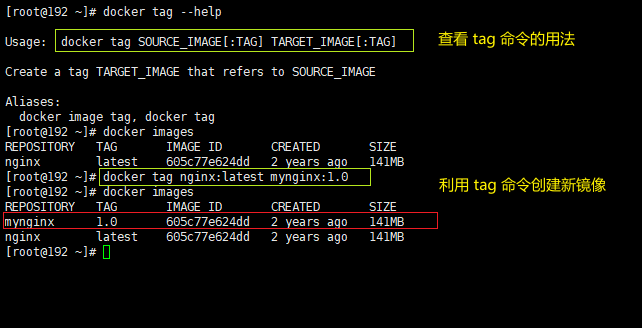 [root@192 ~]# docker tag --help
Usage: docker tag SOURCE_IMAGE[:TAG] TARGET_IMAGE[:TAG]
查看 tag 命令的用法
Create a tag TARGET_IMAGE that refers to SOURCE_IMAGE
Aliases:
docker image tag, docker tag
[root@192 ~]# docker images
REPOSITORY TAG IMAGE ID CREATED SIZE
nginx latest 605c77e624dd 2 years ago 141MB
[root@192 ~]# docker tag nginx:latest mynginx:1.0
利用 tag 命令创建新镜像
[root@192 ~]# docker images
REPOSITORY TAG IMAGE ID CREATED SIZE
mynginx 1.0 605c77e624dd 2 years ago 141MB
nginx latest 605c77e624dd 2 years ago 141MB
[root@192 ~]#